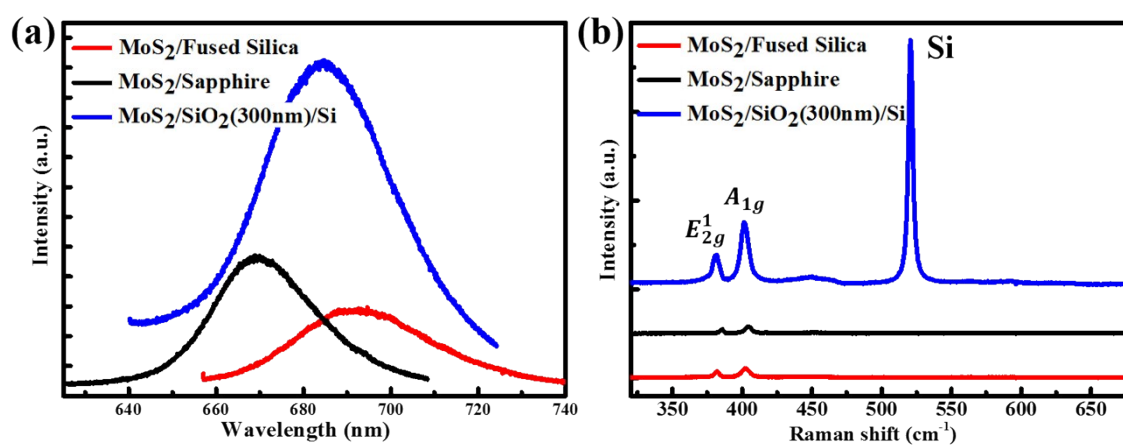 (a)
MoS₂/Fused Silica
MoS₂/Sapphire
MoS₂/SiO₂(300nm)/Si
Intensity (a.u.)
640 660 680 700 720 740
Wavelength (nm)
(b)
MoS₂/Fused Silica
MoS₂/Sapphire
MoS₂/SiO₂(300nm)/Si
Si
E¹₂g
A₁g
Intensity (a.u.)
350 400 450 500 550 600 650
Raman shift (cm⁻¹)